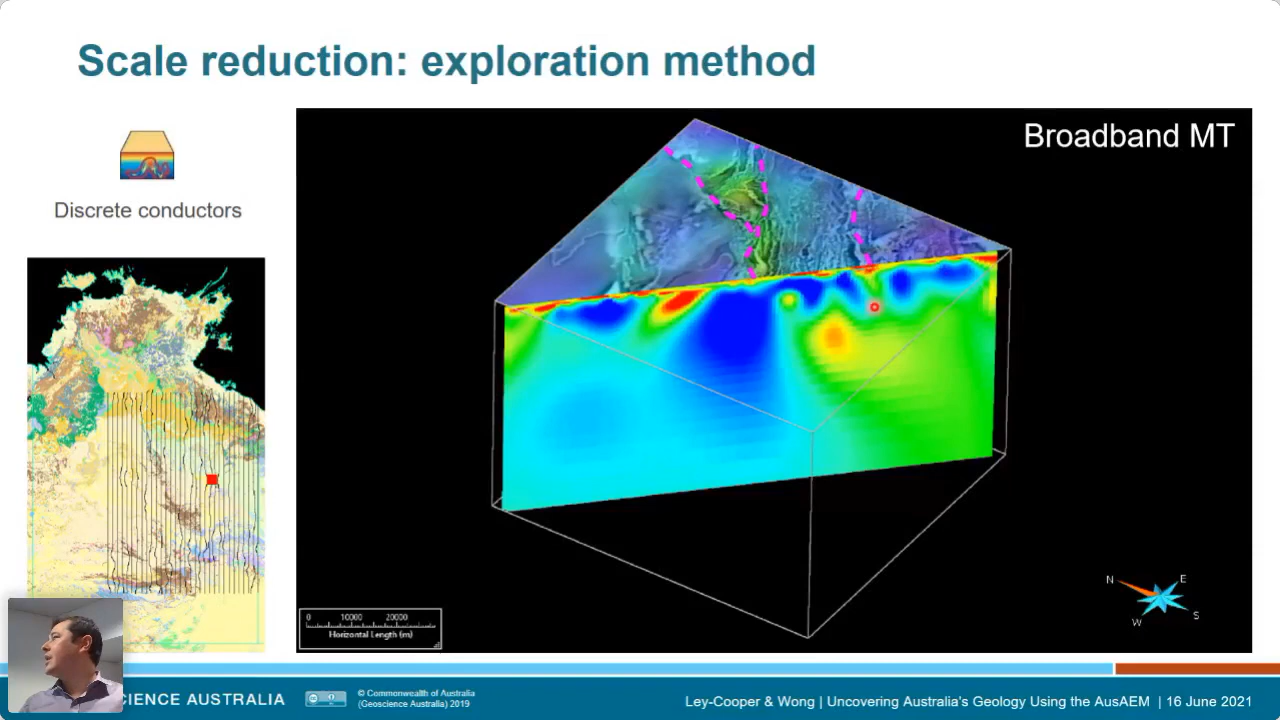 Scale reduction: exploration method
Discrete conductors
Broadband MT
0 10000 20000
Horizontal Length (m)
N E
W S
CIENCE AUSTRALIA
© Commonwealth of Australia
(Geoscience Australia) 2019
Ley-Cooper & Wong | Uncovering Australia's Geology Using the AusAEM | 16 June 2021